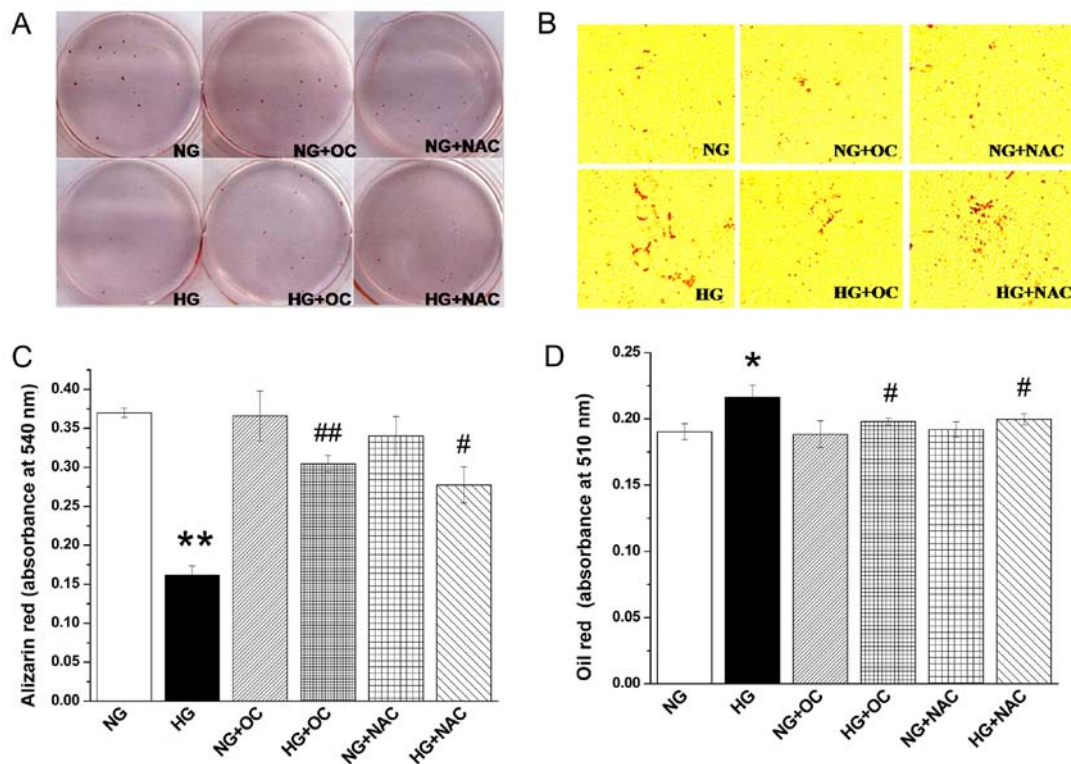 A
NG
NG+OC
NG+NAC
HG
HG+OC
HG+NAC
B
NG
NG+OC
NG+NAC
HG
HG+OC
HG+NAC
C
Alizarin red (absorbance at 540 nm)
0.40
0.35
0.30
0.25
0.20
0.15
0.10
0.05
0.00
**
##
#
NG
HG
NG+OC
HG+OC
NG+NAC
HG+NAC
D
Oil red (absorbance at 510 nm)
0.25
0.20
0.15
0.10
0.05
0.00
*
#
#
NG
HG
NG+OC
HG+OC
NG+NAC
HG+NAC